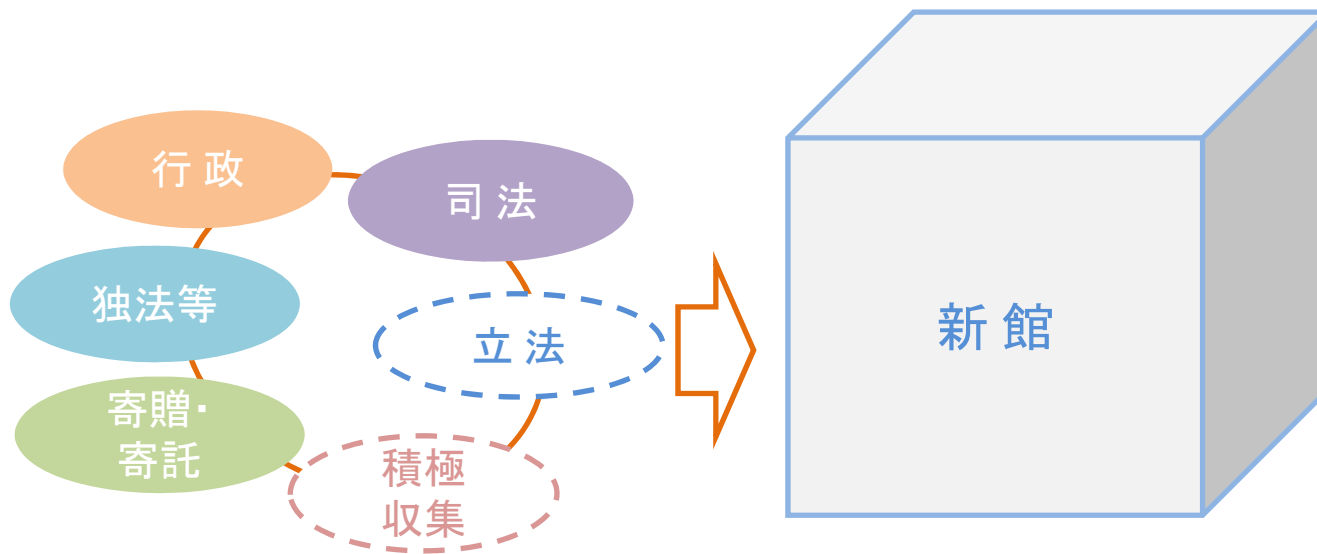 行 政
司 法
独法等
立 法
寄贈・
寄託
積極
収集
新 館